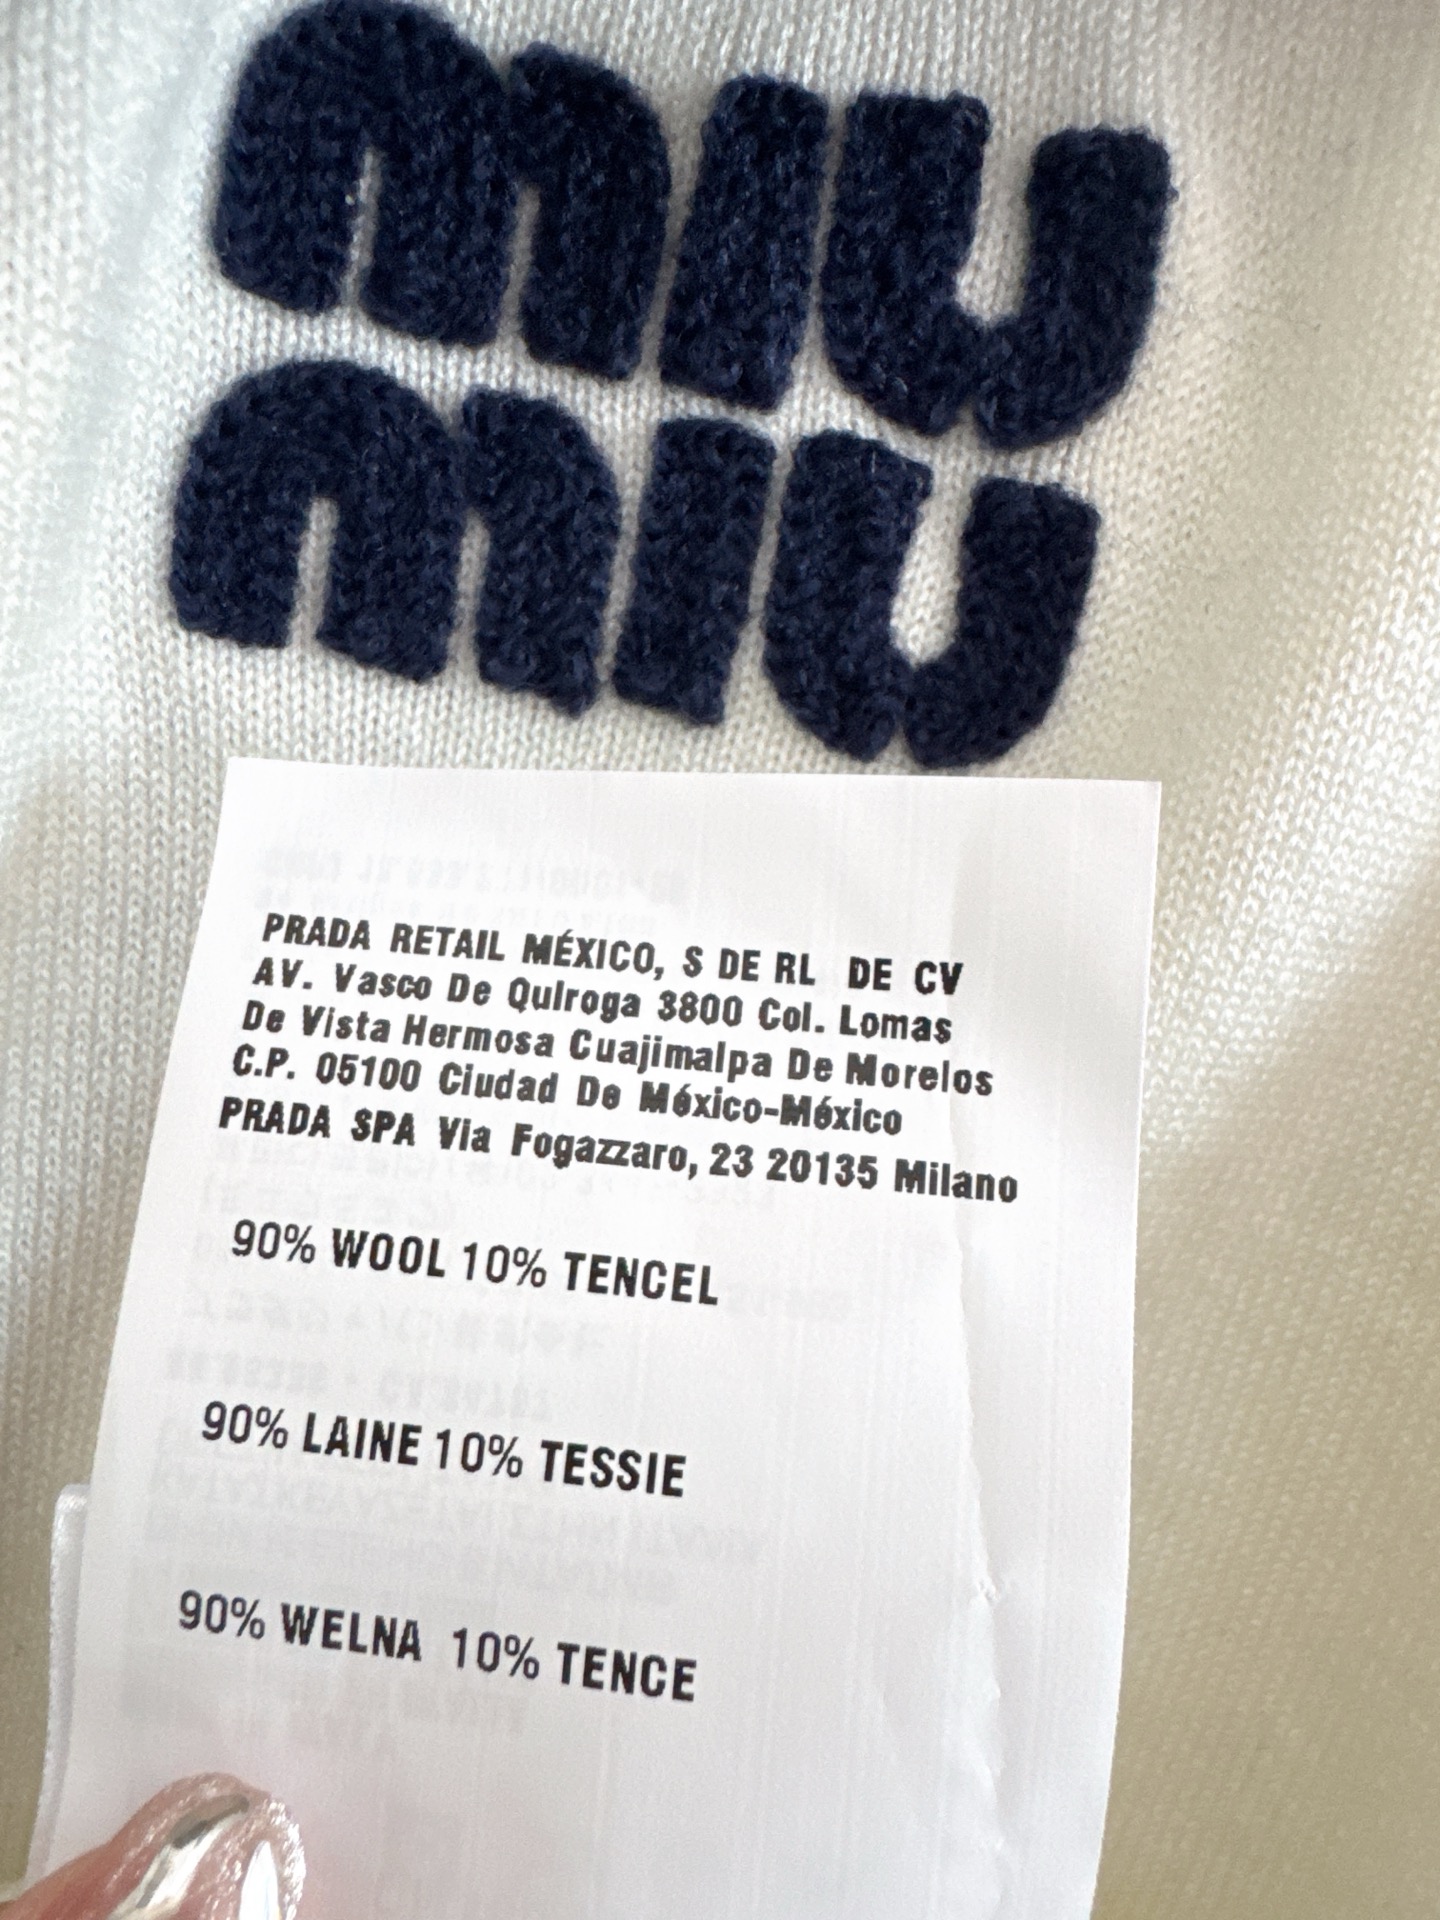 miu
miu
PRADA RETAIL MÉXICO, S DE RL DE CV
AV. Vasco De Quiroga 3800 Col. Lomas
De Vista Hermosa Cuajimalpa De Morelos
C.P. 05100 Ciudad De México-México
PRADA SPA Via Fogazzaro, 23 20135 Milano
90% WOOL 10% TENCEL
90% LAINE 10% TESSIE
90% WELNA 10% TENCE